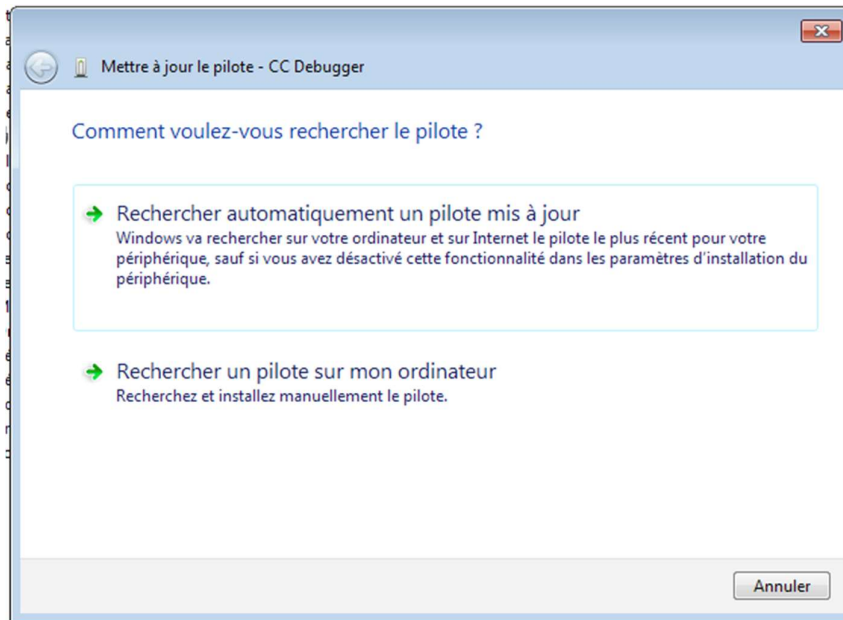 Mettre à jour le pilote - CC Debugger
Comment voulez-vous rechercher le pilote ?
Rechercher automatiquement un pilote mis à jour
Windows va rechercher sur votre ordinateur et sur Internet le pilote le plus récent pour votre
périphérique, sauf si vous avez désactivé cette fonctionnalité dans les paramètres d'installation du
périphérique.
Rechercher un pilote sur mon ordinateur
Recherchez et installez manuellement le pilote.
Annuler